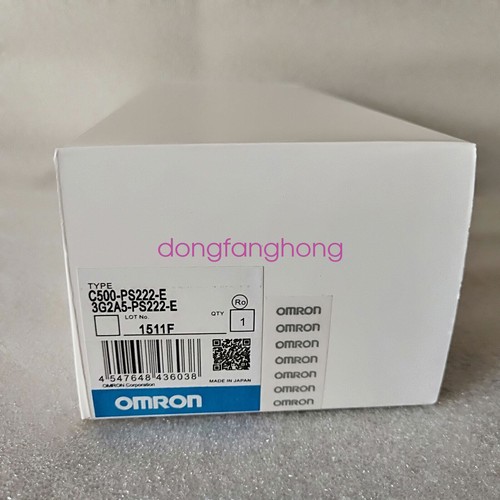 dongfanghong
TYPE
C500-PS222-E
3G2A5-PS222-E
LOT No.
1511F
QTY
Ro
1
4 547648 436038
OMRON Corporation
MADE IN JAPAN
OMRON
OMRON
OMRON
OMRON
OMRON
OMRON
OMRON
OMRON